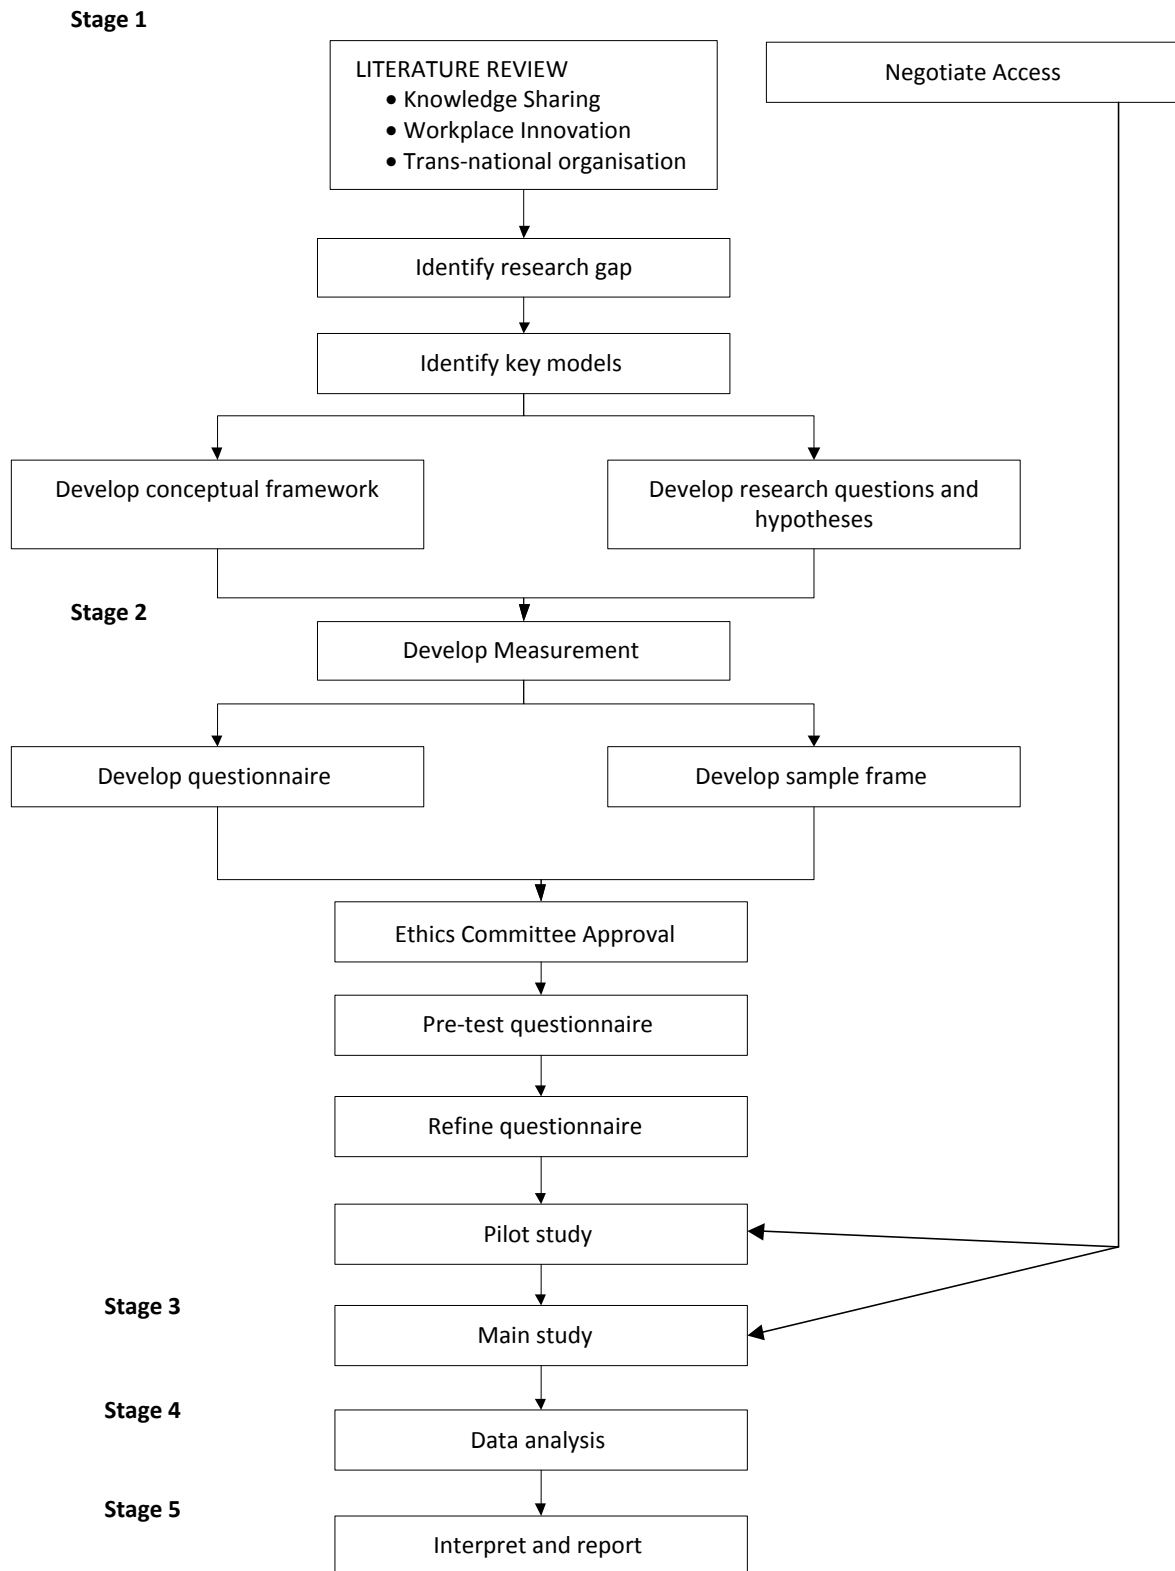 Stage 1
LITERATURE REVIEW
• Knowledge Sharing
• Workplace Innovation
• Trans-national organisation
Negotiate Access
Identify research gap
Identify key models
Develop conceptual framework
Develop research questions and
hypotheses
Stage 2
Develop Measurement
Develop questionnaire
Develop sample frame
Ethics Committee Approval
Pre-test questionnaire
Refine questionnaire
Pilot study
Stage 3
Main study
Stage 4
Data analysis
Stage 5
Interpret and report